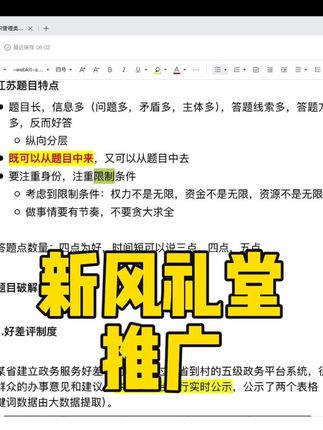 识管理类...
最近保存 06:02
--webkit-s...
四号
A
B
I
U
江苏题目特点
● 题目长，信息多（问题多，矛盾多，主体多），答题线索多，答题方
多，反而好答
○ 纵向分层
● 既可以从题目中来，又可以从题目中去
● 要注重身份，注重限制条件
○ 考虑到限制条件：权力不是无限，资金不是无限，资源不是无限
○ 做事情要有节奏，不要贪大求全
答题点数量：四点为好，时间短可以说三点，四点，五点
新风礼堂
推广
题目破解
.好差评制度
某省建立政务服务好差
省到村的五级政务平台系统，
群众的办事意见和建议
行实时公示，公示了两个表格
键词数据由大数据提取）。